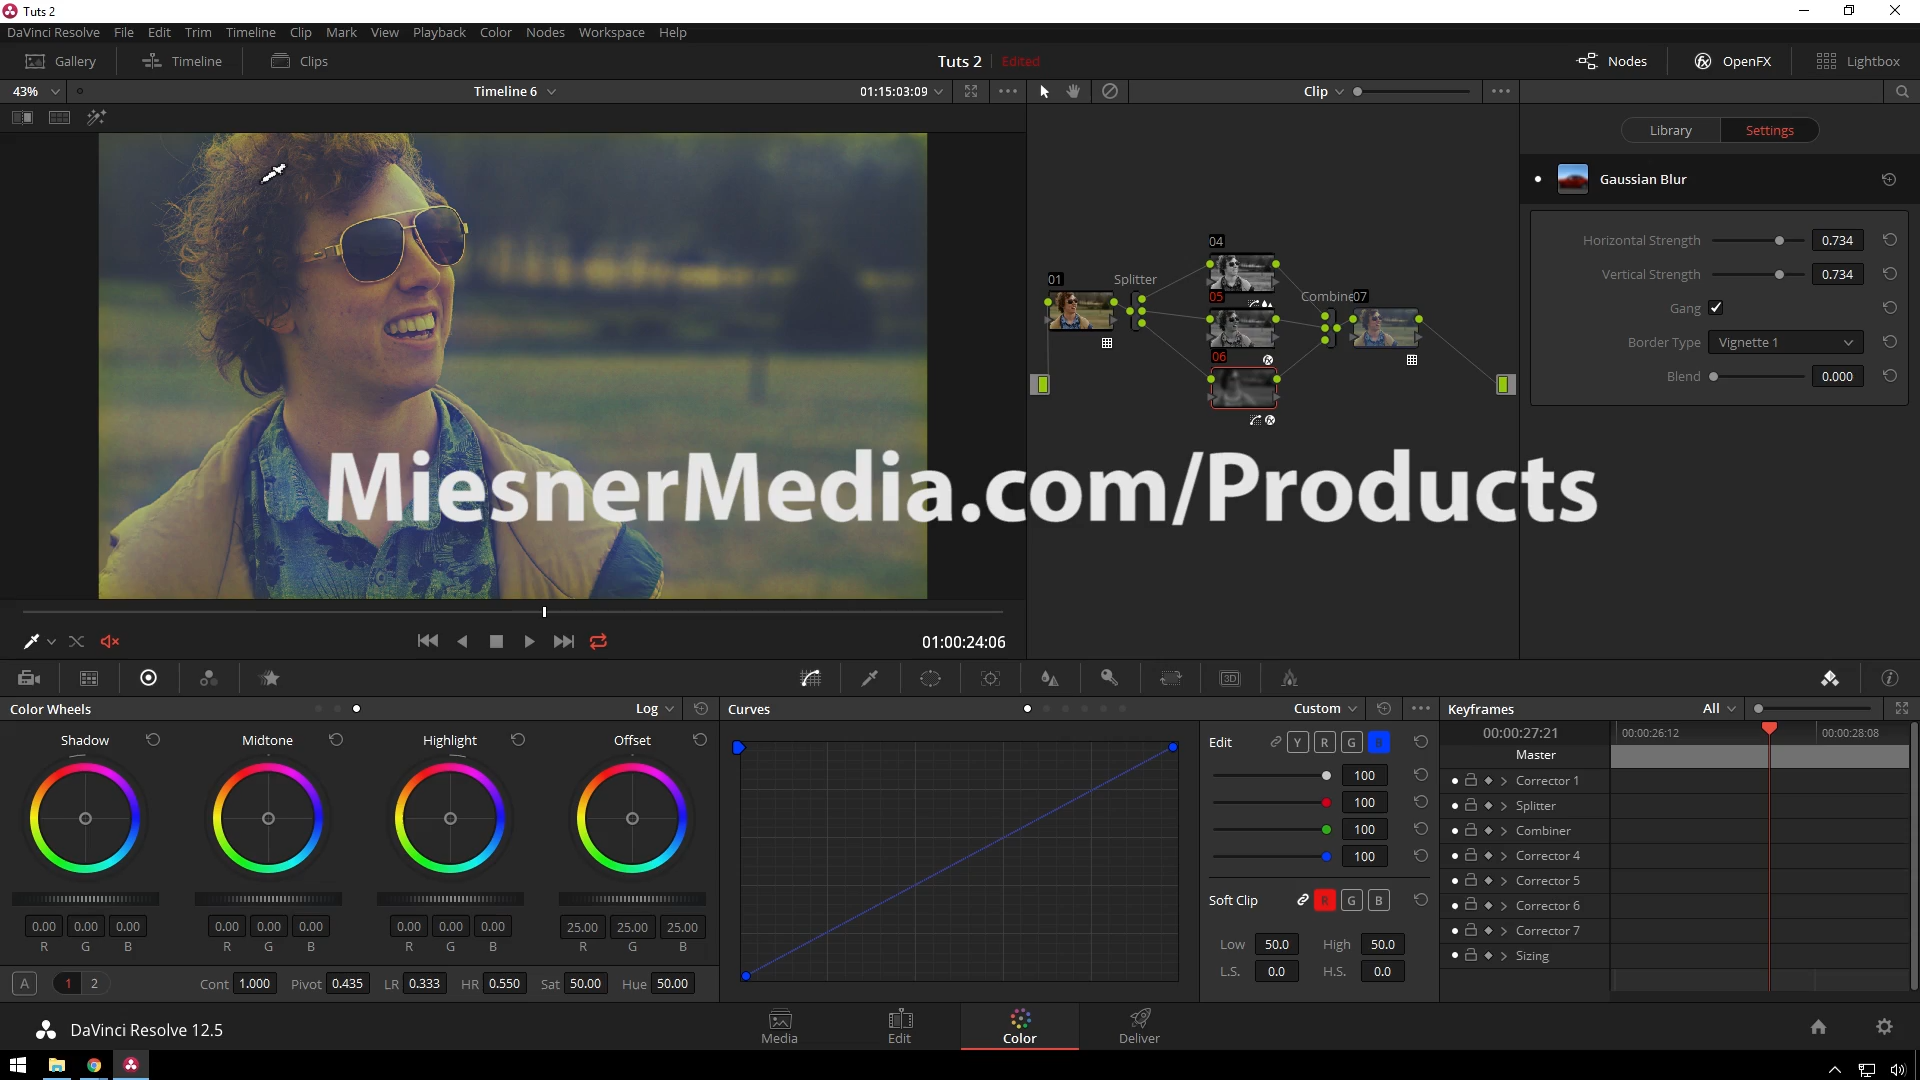 Tuts 2
DaVinci Resolve File Edit Trim Timeline Clip Mark View Playback Color Nodes Workspace Help
Gallery Timeline Clips Tuts 2 Edited Nodes OpenFX Lightbox
43% Timeline 6 01:15:03:09 Clip
Library Settings
Gaussian Blur
Horizontal Strength 0.734
Vertical Strength 0.734
Gang
Border Type Vignette 1
Blend 0.000
04
01 Splitter
05 Combine 07
06
MiesnerMedia.com/Products
01:00:24:06
3D
Color Wheels Log Curves Custom Keyframes All
Shadow Midtone Highlight Offset
Edit Y R G B
100
100
100
100
Soft Clip R G B
Low 50.0 High 50.0
L.S. 0.0 H.S. 0.0
00:00:27:21 00:00:26:12 00:00:28:08
Master
Corrector 1
Splitter
Combiner
Corrector 4
Corrector 5
Corrector 6
Corrector 7
Sizing
0.00 0.00 0.00 0.00 0.00 0.00 0.00 0.00 0.00 25.00 25.00 25.00
R G B R G B R G B R G B
A 1 2 Cont 1.000 Pivot 0.435 LR 0.333 HR 0.550 Sat 50.00 Hue 50.00
DaVinci Resolve 12.5 Media Edit Color Deliver